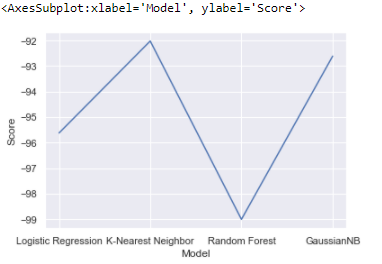 <AxesSubplot:xlabel='Model', ylabel='Score'>
−92
−93
−94
−95
−96
−97
−98
−99
Score
Logistic Regression K-Nearest Neighbor Random Forest GaussianNB
Model